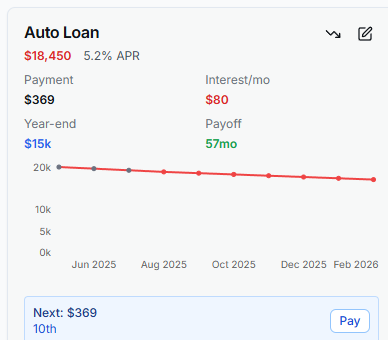 Auto Loan
$18,450 5.2% APR
Payment Interest/mo
$369 $80
Year-end Payoff
$15k 57mo
20k
10k
5k
0k
Jun 2025 Aug 2025 Oct 2025 Dec 2025 Feb 2026
Next: $369
10th
Pay